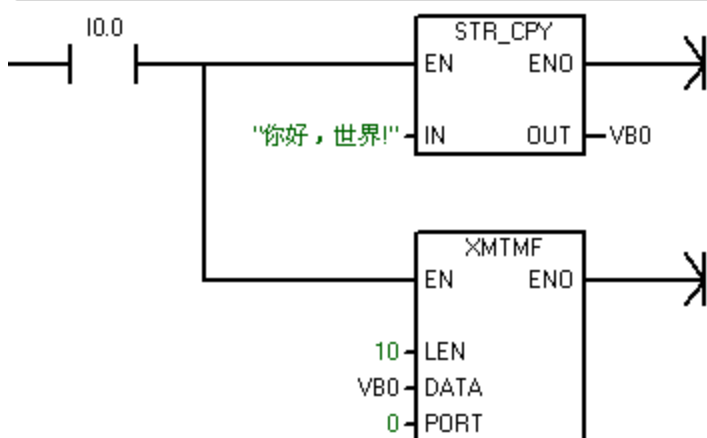 I0.0
STR_CPY
EN ENO
"你好，世界!" IN OUT VB0
XMTMF
EN ENO
10 LEN
VB0 DATA
0 PORT